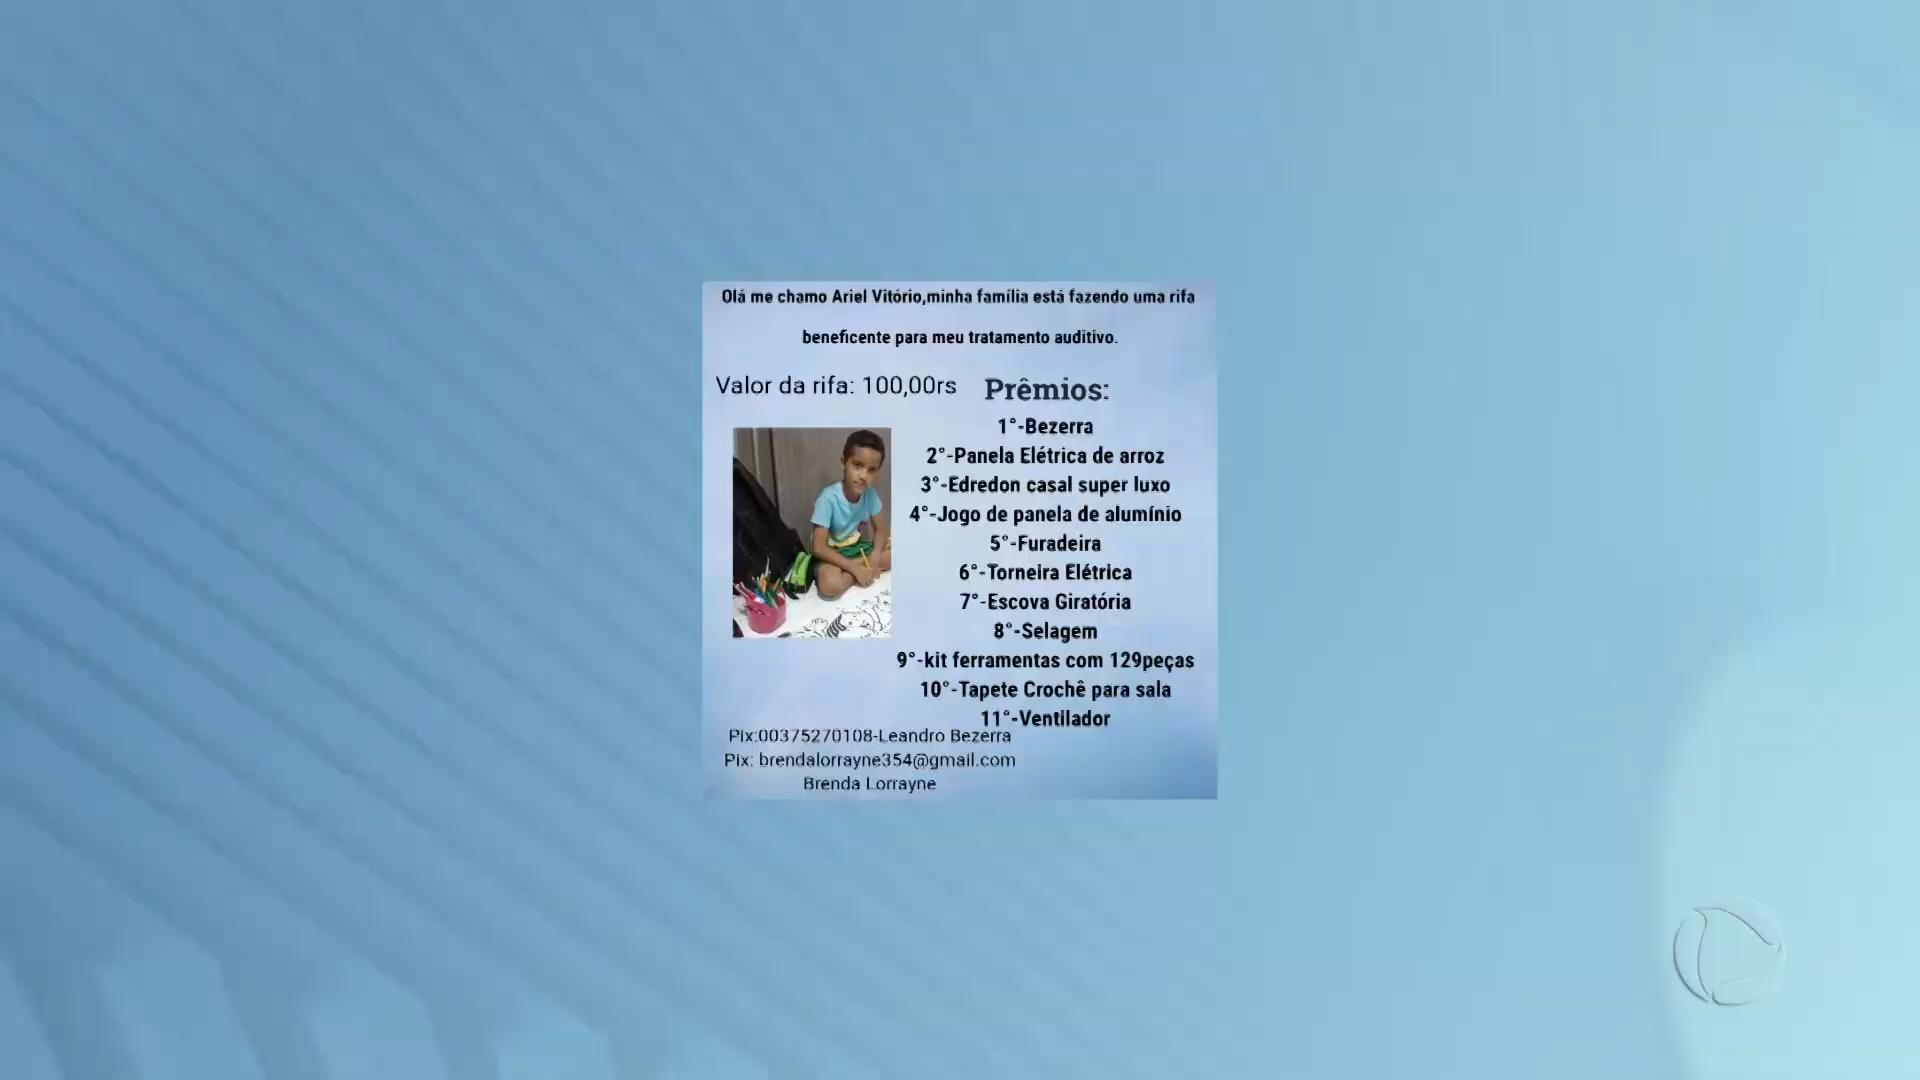 Olá me chamo Ariel Vitório,minha família está fazendo uma rifa
beneficente para meu tratamento auditivo.
Valor da rifa: 100,00rs
Prêmios:
1°-Bezerra
2°-Panela Elétrica de arroz
3°-Edredon casal super luxo
4°-Jogo de panela de alumínio
5°-Furadeira
6°-Torneira Elétrica
7°-Escova Giratória
8°-Selagem
9°-kit ferramentas com 129peças
10°-Tapete Crochê para sala
11°-Ventilador
Pix:00375270108-Leandro Bezerra
Pix: brendalorrayne354@gmail.com
Brenda Lorrayne